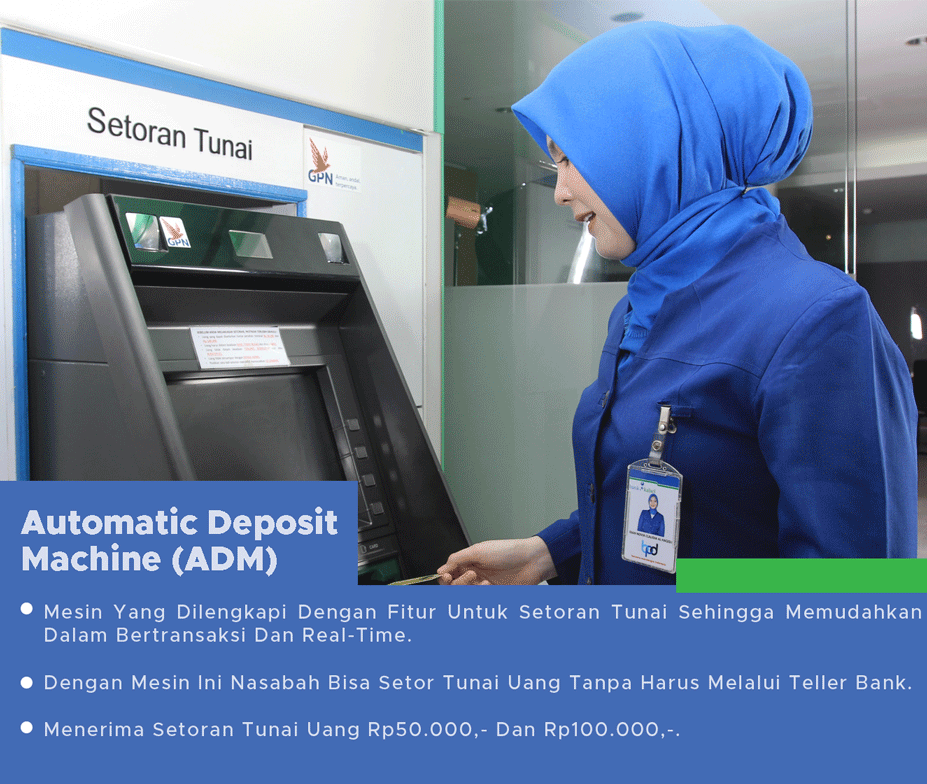 Setoran Tunai
GPN
GPN
bpd
Automatic Deposit
Machine (ADM)
Mesin Yang Dilengkapi Dengan Fitur Untuk Setoran Tunai Sehingga Memudahkan
Dalam Bertransaksi Dan Real-Time.
Dengan Mesin Ini Nasabah Bisa Setor Tunai Uang Tanpa Harus Melalui Teller Bank.
Menerima Setoran Tunai Uang Rp50.000,- Dan Rp100.000,-.